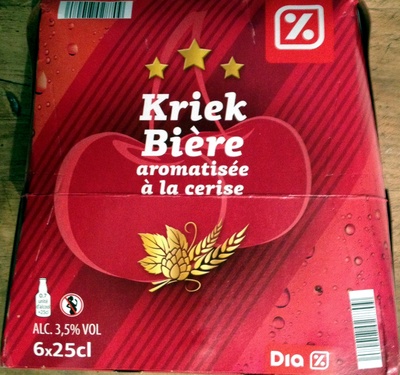 Kriek
Bière
aromatisée
à la cerise
ALC. 3,5% VOL
6x25cl
Dia %
%